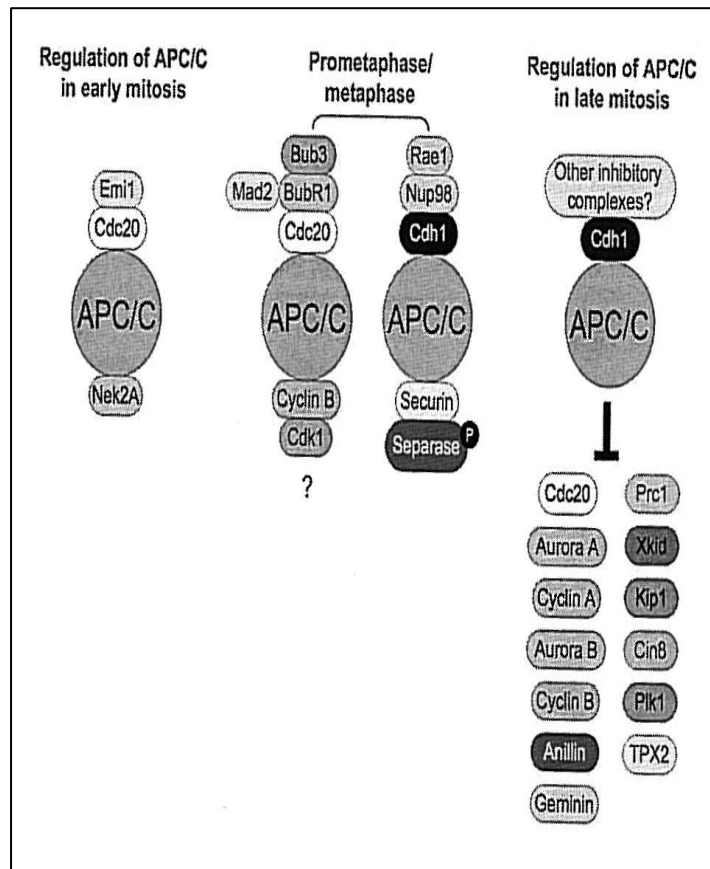 Regulation of APC/C
in early mitosis
Emi1
Cdc20
APC/C
Nek2A
Prometaphase/
metaphase
Bub3
Mad2 BubR1
Cdc20
APC/C
Cyclin B
Cdk1
?
Rae1
Nup98
Cdh1
APC/C
Securin
Separase P
Regulation of APC/C
in late mitosis
Other inhibitory
complexes?
Cdh1
APC/C
Cdc20 Prc1
Aurora A Xkid
Cyclin A Kip1
Aurora B Cin8
Cyclin B Plk1
Anillin TPX2
Geminin